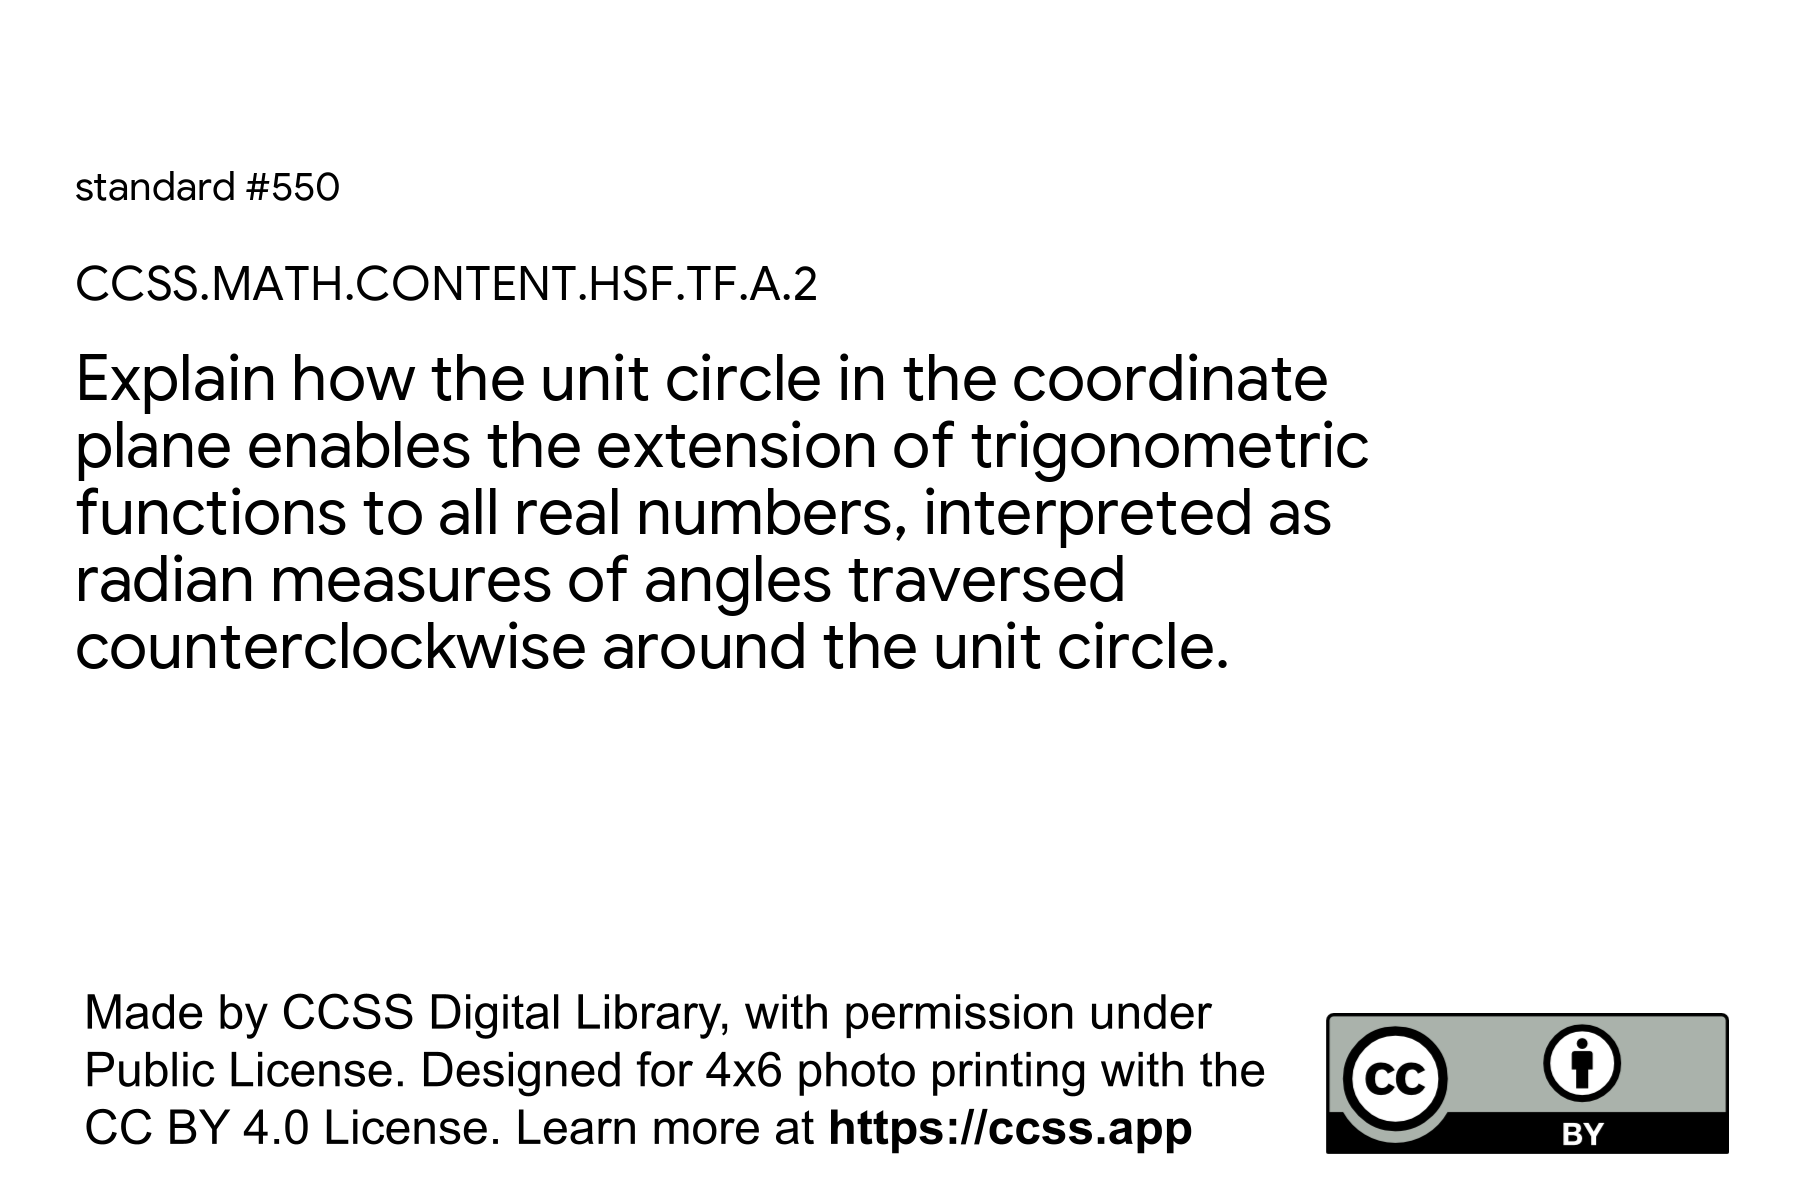 standard #550
CCSS.MATH.CONTENT.HSF.TF.A.2
Explain how the unit circle in the coordinate
plane enables the extension of trigonometric
functions to all real numbers, interpreted as
radian measures of angles traversed
counterclockwise around the unit circle.
Made by CCSS Digital Library, with permission under
Public License. Designed for 4x6 photo printing with the
CC BY 4.0 License. Learn more at https://ccss.app
CC
BY